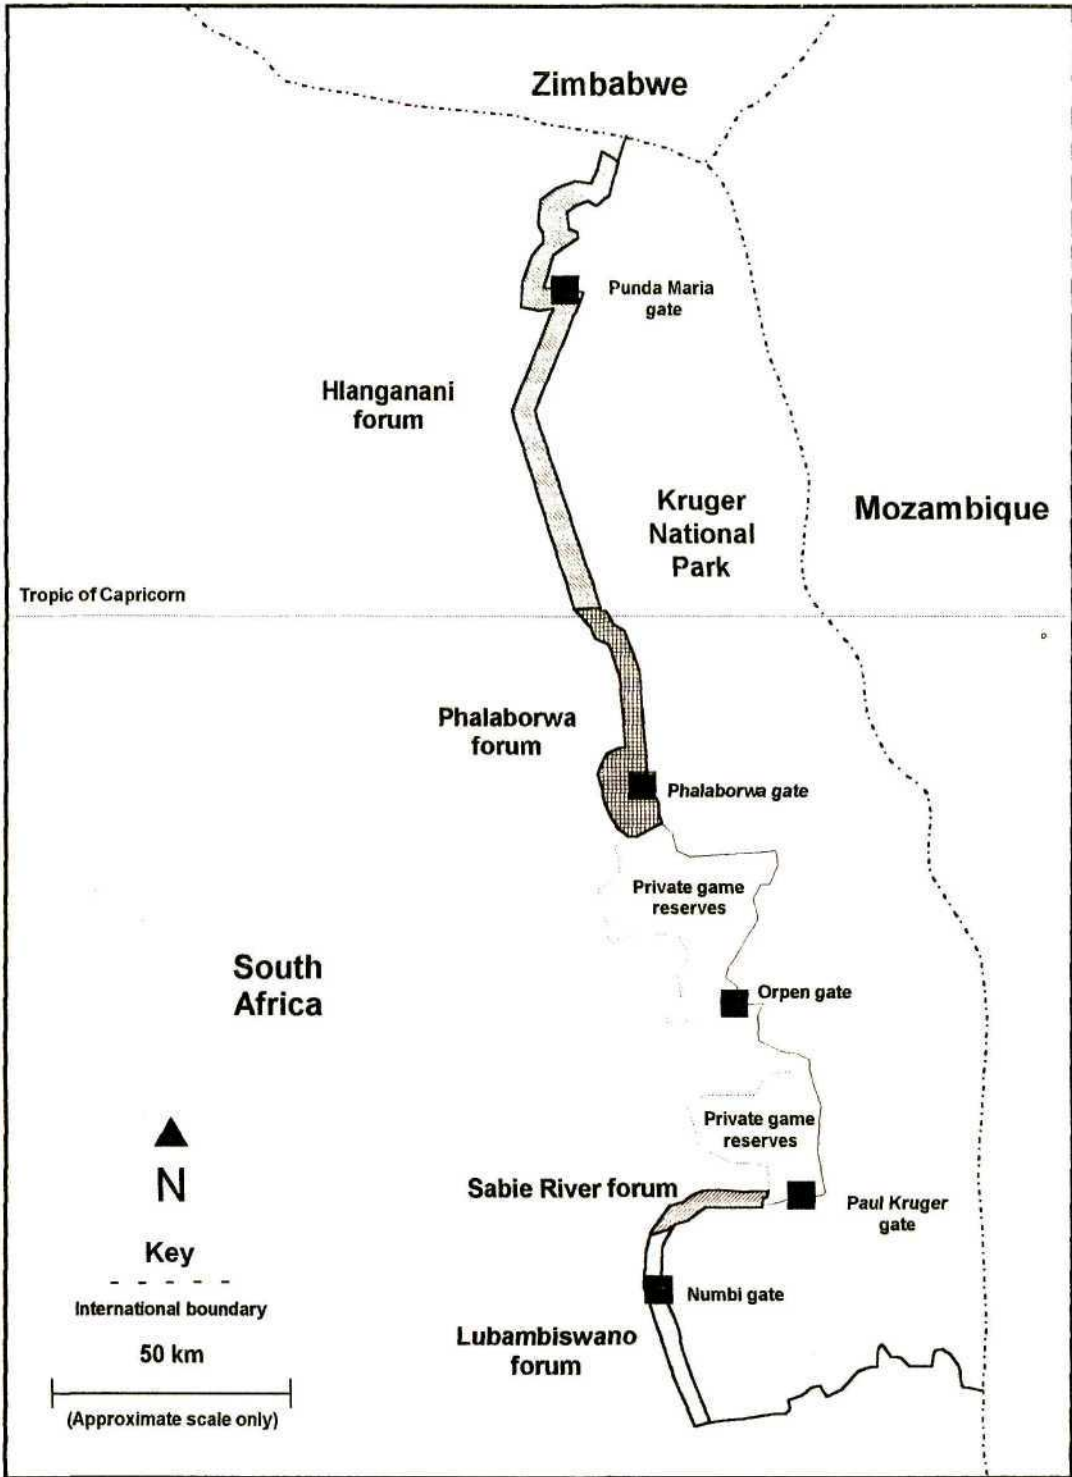 Zimbabwe
Punda Maria
gate
Hlanganani
forum
Kruger
National
Park
Mozambique
Tropic of Capricorn
Phalaborwa
forum
Phalaborwa gate
Private game
reserves
South
Africa
Orpen gate
Private game
reserves
N
Sabie River forum
Paul Kruger
gate
Key
International boundary
Numbi gate
Lubambiswano
forum
50 km
(Approximate scale only)